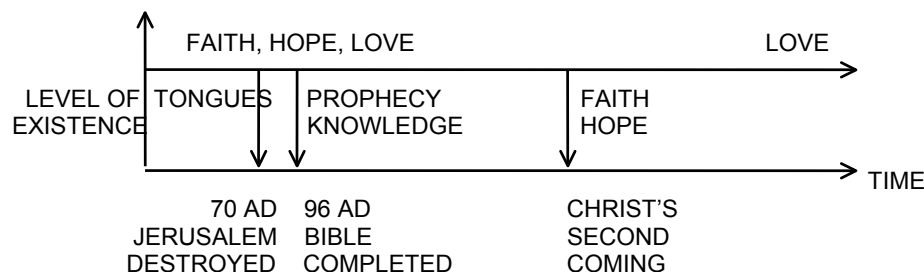 FAITH, HOPE, LOVE LOVE
LEVEL OF TONGUES PROPHECY FAITH
EXISTENCE KNOWLEDGE HOPE
TIME
70 AD 96 AD CHRIST'S
JERUSALEM BIBLE SECOND
DESTROYED COMPLETED COMING